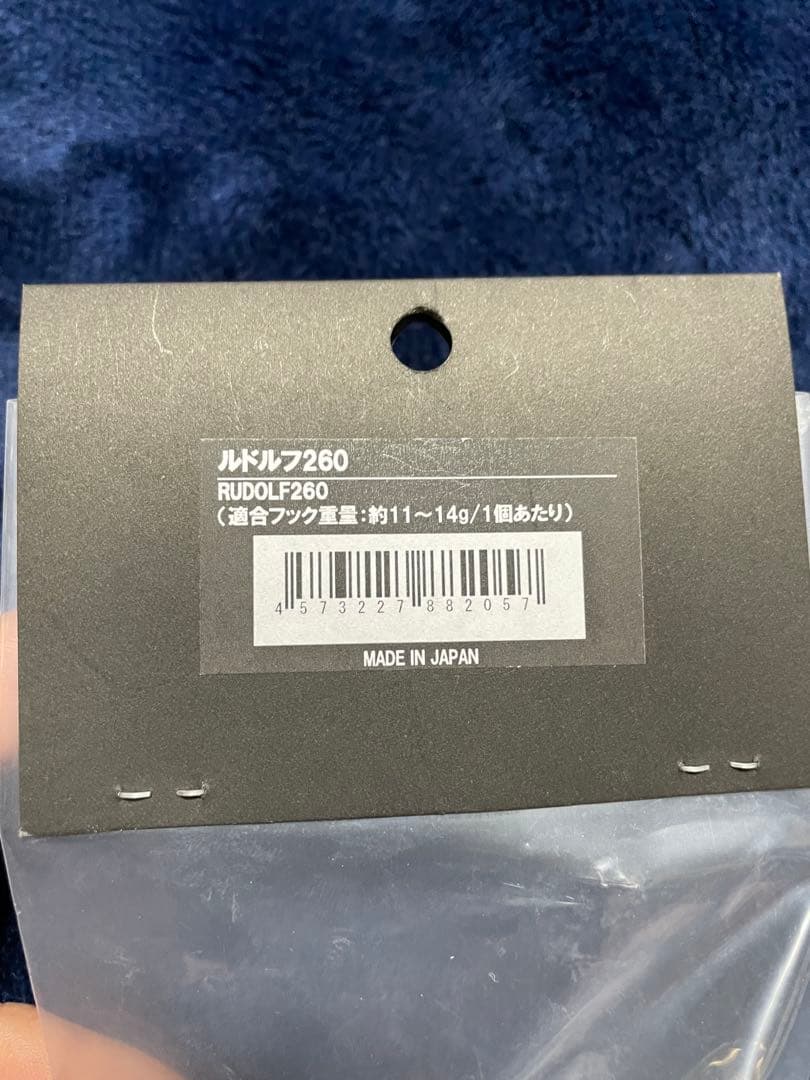 ルドルフ260
RUDOLF260
(適合フック重量:約11～14g/1個あたり)
4573227882057
MADE IN JAPAN